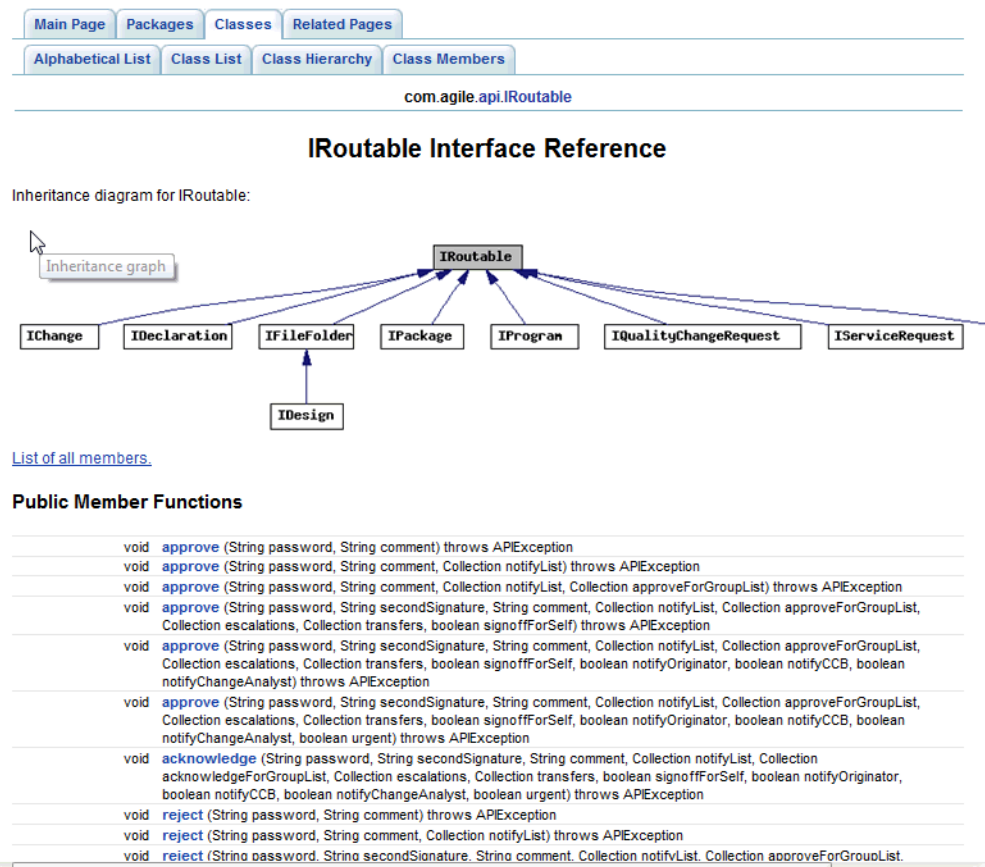 Main Page Packages Classes Related Pages
Alphabetical List Class List Class Hierarchy Class Members
com.agile.api.IRoutable
IRoutable Interface Reference
Inheritance diagram for IRoutable:
IRoutable
Inheritance graph
IChange IDeclaration IFileFolder IPackage IProgram IQualityChangeRequest IServiceRequest
IDesign
List of all members.
Public Member Functions
void approve (String password, String comment) throws APIException
void approve (String password, String comment, Collection notifyList) throws APIException
void approve (String password, String comment, Collection notifyList, Collection approveForGroupList) throws APIException
void approve (String password, String secondSignature, String comment, Collection notifyList, Collection approveForGroupList,
Collection escalations, Collection transfers, boolean signoffForSelf) throws APIException
void approve (String password, String secondSignature, String comment, Collection notifyList, Collection approveForGroupList,
Collection escalations, Collection transfers, boolean signoffForSelf, boolean notifyOriginator, boolean notifyCCB, boolean
notifyChangeAnalyst) throws APIException
void approve (String password, String secondSignature, String comment, Collection notifyList, Collection approveForGroupList,
Collection escalations, Collection transfers, boolean signoffForSelf, boolean notifyOriginator, boolean notifyCCB, boolean
notifyChangeAnalyst, boolean urgent) throws APIException
void acknowledge (String password, String secondSignature, String comment, Collection notifyList, Collection
acknowledgeForGroupList, Collection escalations, Collection transfers, boolean signoffForSelf, boolean notifyOriginator,
boolean notifyCCB, boolean notifyChangeAnalyst, boolean urgent) throws APIException
void reject (String password, String comment) throws APIException
void reject (String password, String comment, Collection notifyList) throws APIException
void reject (String password, String secondSignature, String comment, Collection notifyList, Collection approveForGroupList,